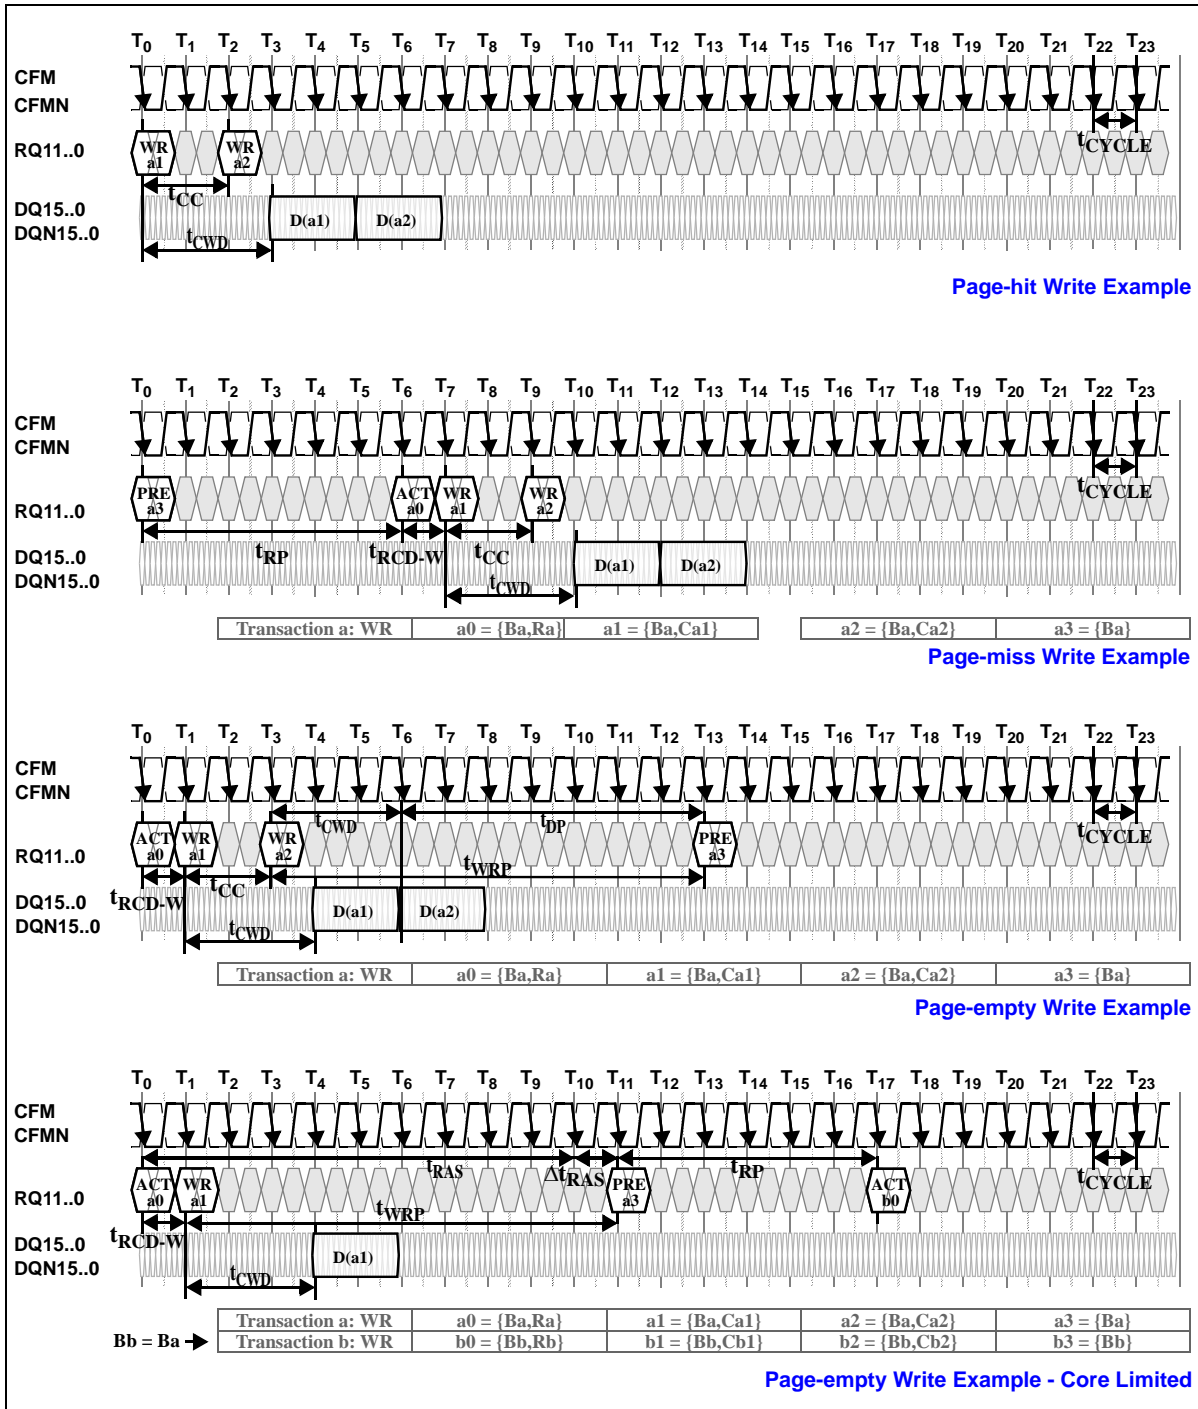 T0 T1 T2 T3 T4 T5 T6 T7 T8 T9 T10 T11 T12 T13 T14 T15 T16 T17 T18 T19 T20 T21 T22 T23
CFM
CFMN
RQ11..0 WR a1 WR a2 tCYCLE
tCC
DQ15..0
DQN15..0 D(a1) D(a2)
tCWD
Page-hit Write Example
T0 T1 T2 T3 T4 T5 T6 T7 T8 T9 T10 T11 T12 T13 T14 T15 T16 T17 T18 T19 T20 T21 T22 T23
CFM
CFMN
RQ11..0 PRE a3 ACT a0 WR a1 WR a2 tCYCLE
tRP tRCD-W tCC
DQ15..0
DQN15..0 D(a1) D(a2)
tCWD
Transaction a: WR a0 = {Ba,Ra} a1 = {Ba,Ca1} a2 = {Ba,Ca2} a3 = {Ba}
Page-miss Write Example
T0 T1 T2 T3 T4 T5 T6 T7 T8 T9 T10 T11 T12 T13 T14 T15 T16 T17 T18 T19 T20 T21 T22 T23
CFM
CFMN
tCWD tDP
RQ11..0 ACT a0 WR a1 WR a2 PRE a3 tCYCLE
tRCD-W tCC tWRP
DQ15..0
DQN15..0 D(a1) D(a2)
tCWD
Transaction a: WR a0 = {Ba,Ra} a1 = {Ba,Ca1} a2 = {Ba,Ca2} a3 = {Ba}
Page-empty Write Example
T0 T1 T2 T3 T4 T5 T6 T7 T8 T9 T10 T11 T12 T13 T14 T15 T16 T17 T18 T19 T20 T21 T22 T23
CFM
CFMN
tRAS ΔtRAS tRP
RQ11..0 ACT a0 WR a1 PRE a3 ACT b0 tCYCLE
tRCD-W tWRP
DQ15..0
DQN15..0 D(a1)
tCWD
Transaction a: WR a0 = {Ba,Ra} a1 = {Ba,Ca1} a2 = {Ba,Ca2} a3 = {Ba}
Bb = Ba Transaction b: WR b0 = {Bb,Rb} b1 = {Bb,Cb1} b2 = {Bb,Cb2} b3 = {Bb}
Page-empty Write Example - Core Limited